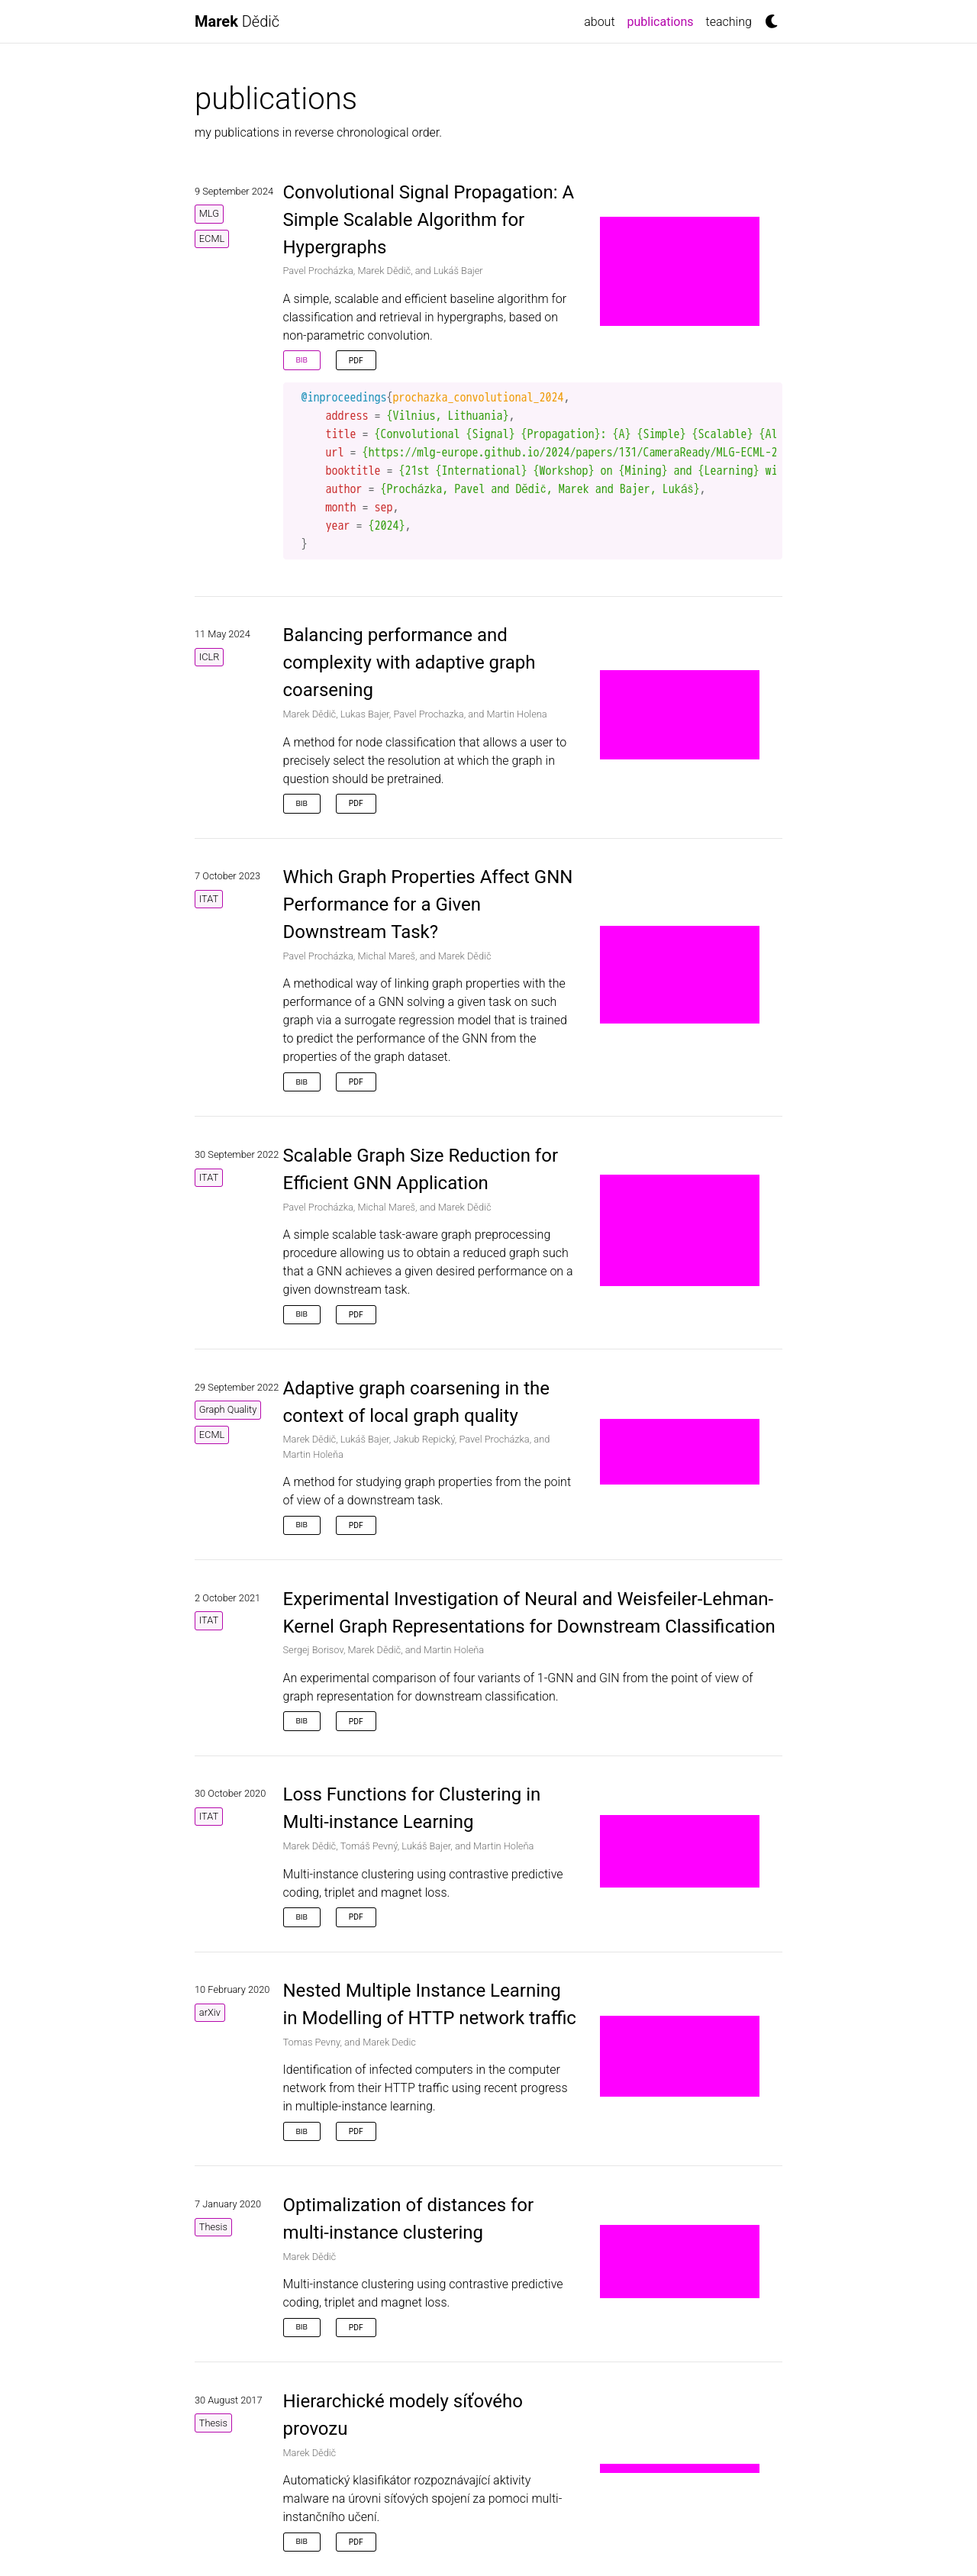 Marek Dědič
about
publications
teaching
publications
my publications in reverse chronological order.
9 September 2024
MLG
ECML
Convolutional Signal Propagation: A
Simple Scalable Algorithm for
Hypergraphs
Pavel Procházka, Marek Dědič, and Lukáš Bajer
A simple, scalable and efficient baseline algorithm for
classification and retrieval in hypergraphs, based on
non-parametric convolution.
BIB
PDF
@inproceedings{prochazka_convolutional_2024,
address = {Vilnius, Lithuania},
title = {Convolutional {Signal} {Propagation}: {A} {Simple} {Scalable} {Al
url = {https://mlg-europe.github.io/2024/papers/131/CameraReady/MLG-ECML-2
booktitle = {21st {International} {Workshop} on {Mining} and {Learning} wi
author = {Procházka, Pavel and Dědič, Marek and Bajer, Lukáš},
month = sep,
year = {2024},
}
11 May 2024
ICLR
Balancing performance and
complexity with adaptive graph
coarsening
Marek Dědič, Lukas Bajer, Pavel Prochazka, and Martin Holena
A method for node classification that allows a user to
precisely select the resolution at which the graph in
question should be pretrained.
BIB
PDF
7 October 2023
ITAT
Which Graph Properties Affect GNN
Performance for a Given
Downstream Task?
Pavel Procházka, Michal Mareš, and Marek Dědič
A methodical way of linking graph properties with the
performance of a GNN solving a given task on such
graph via a surrogate regression model that is trained
to predict the performance of the GNN from the
properties of the graph dataset.
BIB
PDF
30 September 2022
ITAT
Scalable Graph Size Reduction for
Efficient GNN Application
Pavel Procházka, Michal Mareš, and Marek Dědič
A simple scalable task-aware graph preprocessing
procedure allowing us to obtain a reduced graph such
that a GNN achieves a given desired performance on a
given downstream task.
BIB
PDF
29 September 2022
Graph Quality
ECML
Adaptive graph coarsening in the
context of local graph quality
Marek Dědič, Lukáš Bajer, Jakub Repický, Pavel Procházka, and
Martin Holeňa
A method for studying graph properties from the point
of view of a downstream task.
BIB
PDF
2 October 2021
ITAT
Experimental Investigation of Neural and Weisfeiler-Lehman-
Kernel Graph Representations for Downstream Classification
Sergej Borisov, Marek Dědič, and Martin Holeňa
An experimental comparison of four variants of 1-GNN and GIN from the point of view of
graph representation for downstream classification.
BIB
PDF
30 October 2020
ITAT
Loss Functions for Clustering in
Multi-instance Learning
Marek Dědič, Tomáš Pevný, Lukáš Bajer, and Martin Holeňa
Multi-instance clustering using contrastive predictive
coding, triplet and magnet loss.
BIB
PDF
10 February 2020
arXiv
Nested Multiple Instance Learning
in Modelling of HTTP network traffic
Tomas Pevny, and Marek Dedic
Identification of infected computers in the computer
network from their HTTP traffic using recent progress
in multiple-instance learning.
BIB
PDF
7 January 2020
Thesis
Optimalization of distances for
multi-instance clustering
Marek Dědič
Multi-instance clustering using contrastive predictive
coding, triplet and magnet loss.
BIB
PDF
30 August 2017
Thesis
Hierarchické modely síťového
provozu
Marek Dědič
Automatický klasifikátor rozpoznávající aktivity
malware na úrovni síťových spojení za pomoci multi-
instančního učení.
BIB
PDF